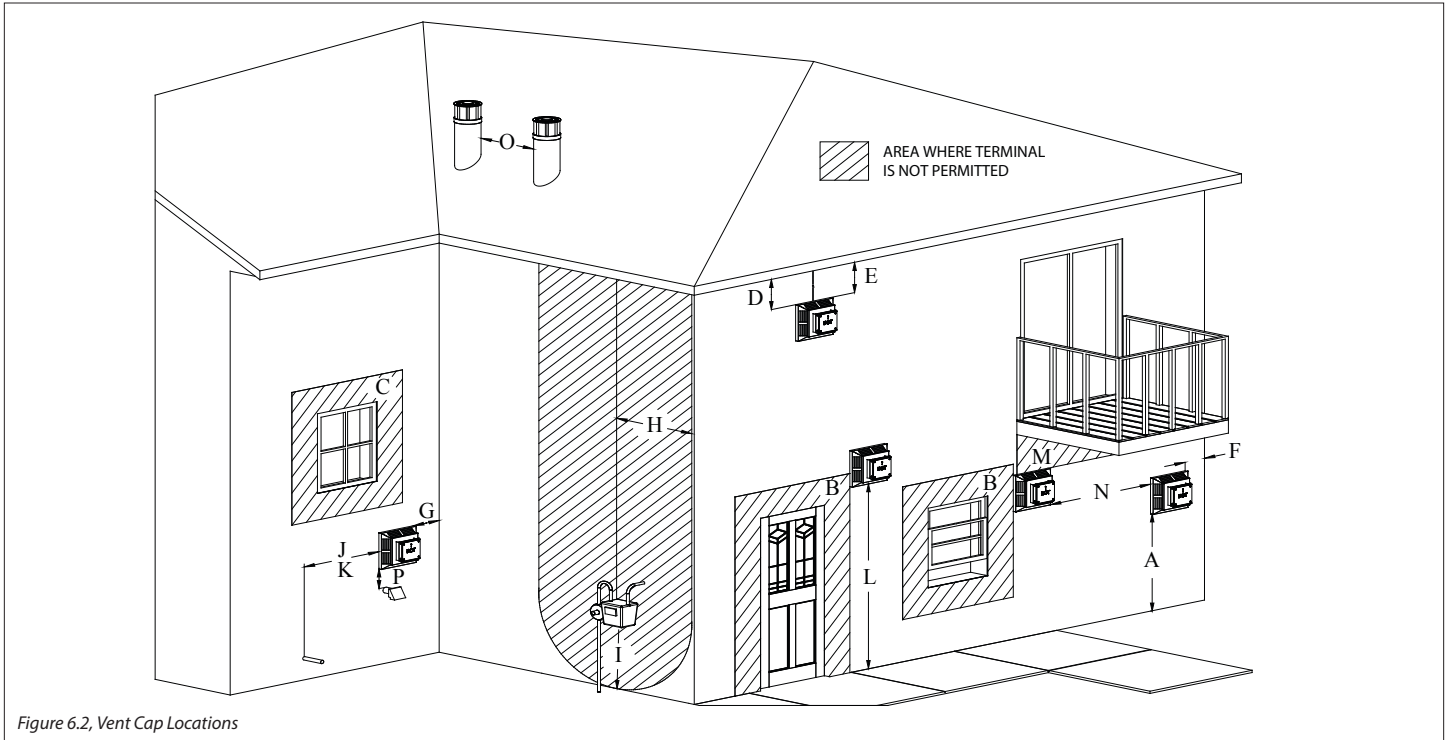 O
AREA WHERE TERMINAL
IS NOT PERMITTED
D
E
C
H
F
M
B
B
N
G
J
K
L
A
P
I
Figure 6.2, Vent Cap Locations